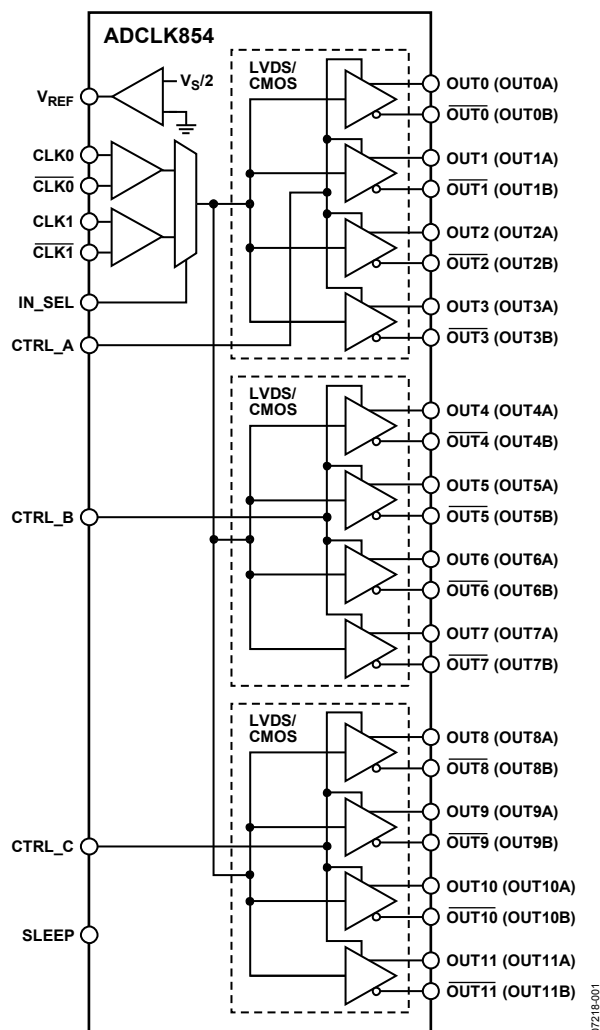 ADCLK854
LVDS/
CMOS
VREF
VS/2
CLK0
CLK0
CLK1
CLK1
IN_SEL
CTRL_A
OUT0 (OUT0A)
OUT0 (OUT0B)
OUT1 (OUT1A)
OUT1 (OUT1B)
OUT2 (OUT2A)
OUT2 (OUT2B)
OUT3 (OUT3A)
OUT3 (OUT3B)
LVDS/
CMOS
CTRL_B
OUT4 (OUT4A)
OUT4 (OUT4B)
OUT5 (OUT5A)
OUT5 (OUT5B)
OUT6 (OUT6A)
OUT6 (OUT6B)
OUT7 (OUT7A)
OUT7 (OUT7B)
LVDS/
CMOS
CTRL_C
SLEEP
OUT8 (OUT8A)
OUT8 (OUT8B)
OUT9 (OUT9A)
OUT9 (OUT9B)
OUT10 (OUT10A)
OUT10 (OUT10B)
OUT11 (OUT11A)
OUT11 (OUT11B)
07218-001